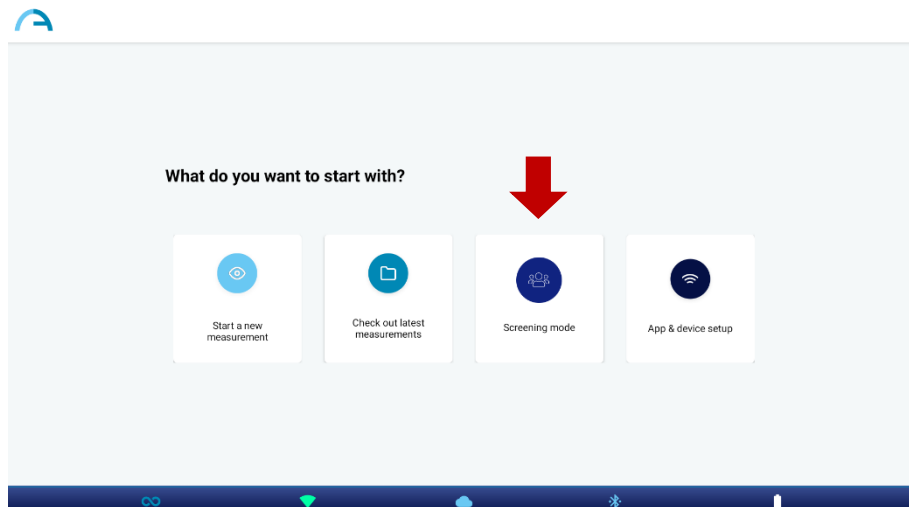 What do you want to start with?
Start a new
measurement
Check out latest
measurements
Screening mode
App & device setup